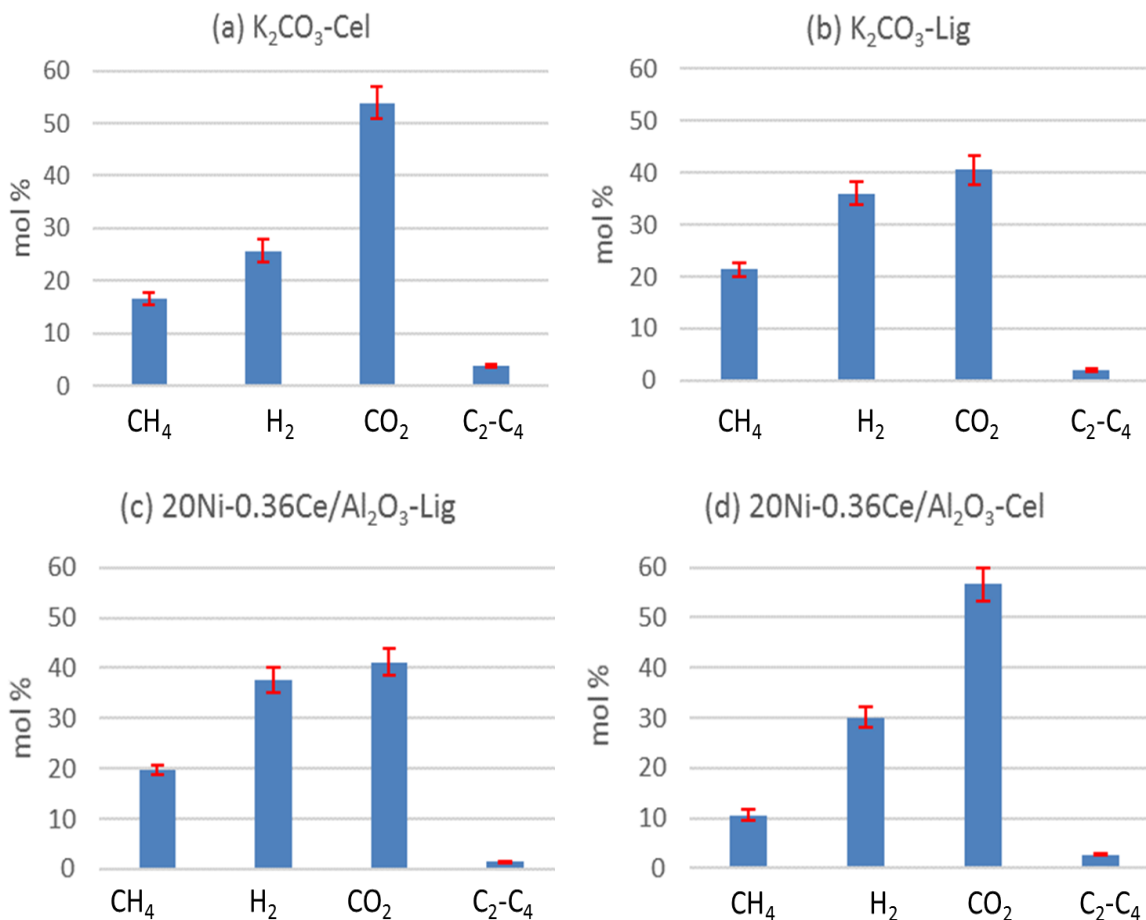 (a) K₂CO₃-Cel
60
50
40
30
20
10
0
mol %
CH₄ H₂ CO₂ C₂-C₄
(b) K₂CO₃-Lig
60
50
40
30
20
10
0
mol %
CH₄ H₂ CO₂ C₂-C₄
(c) 20Ni-0.36Ce/Al₂O₃-Lig
60
50
40
30
20
10
0
mol %
CH₄ H₂ CO₂ C₂-C₄
(d) 20Ni-0.36Ce/Al₂O₃-Cel
60
50
40
30
20
10
0
mol %
CH₄ H₂ CO₂ C₂-C₄